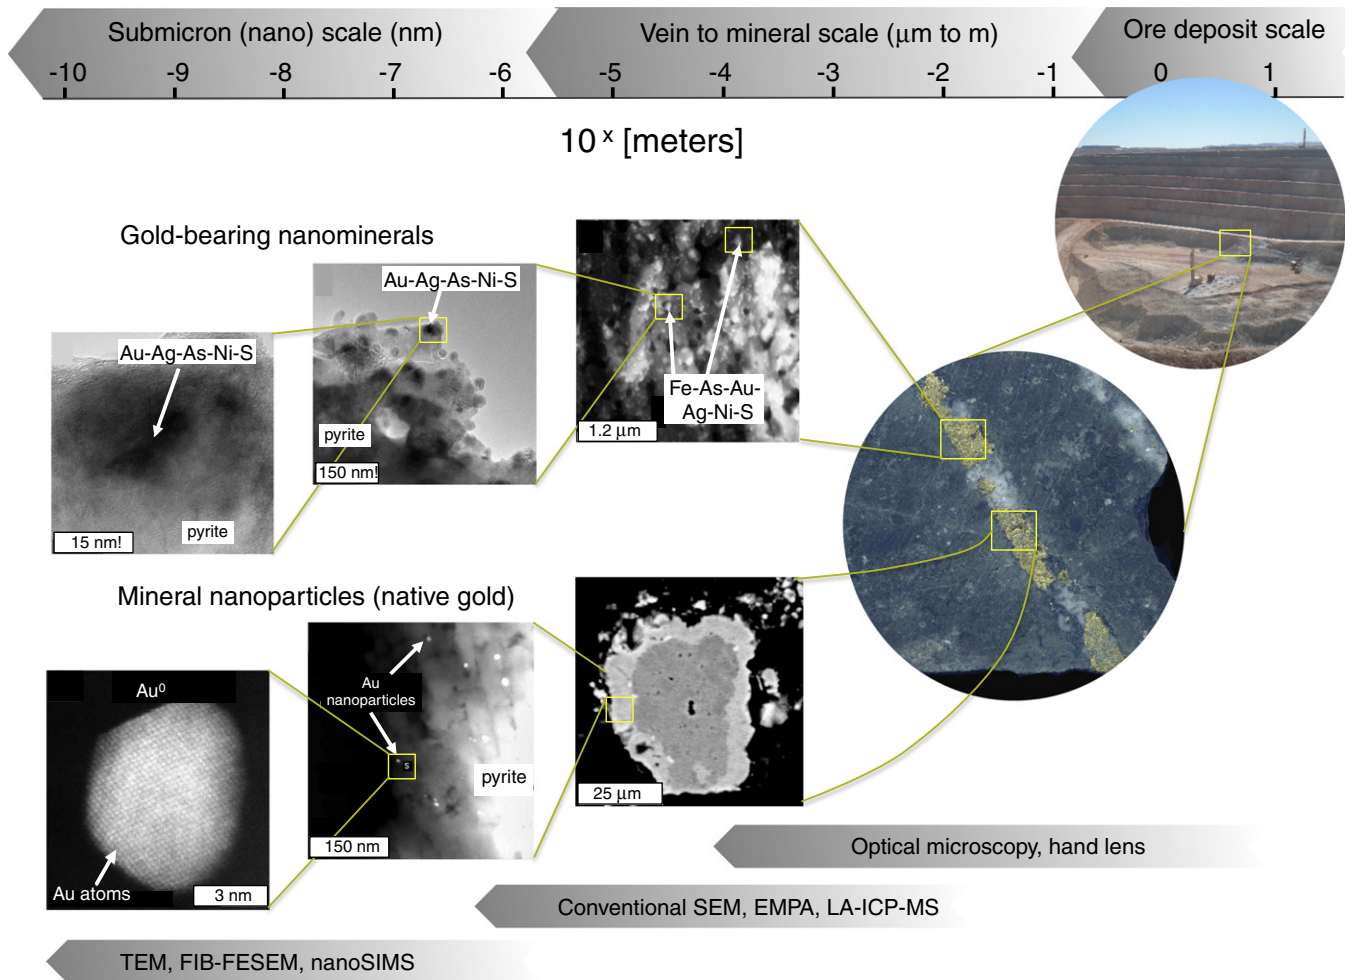 Submicron (nano) scale (nm)
Vein to mineral scale (μm to m)
Ore deposit scale
-10 -9 -8 -7 -6 -5 -4 -3 -2 -1 0 1
10 x [meters]
Gold-bearing nanominerals
Au-Ag-As-Ni-S
Au-Ag-As-Ni-S
Fe-As-Au-
Ag-Ni-S
pyrite
15 nm!
pyrite
150 nm!
1.2 μm
Mineral nanoparticles (native gold)
Au0
Au
nanoparticles
s
pyrite
Au atoms
3 nm
150 nm
25 μm
Optical microscopy, hand lens
Conventional SEM, EMPA, LA-ICP-MS
TEM, FIB-FESEM, nanoSIMS